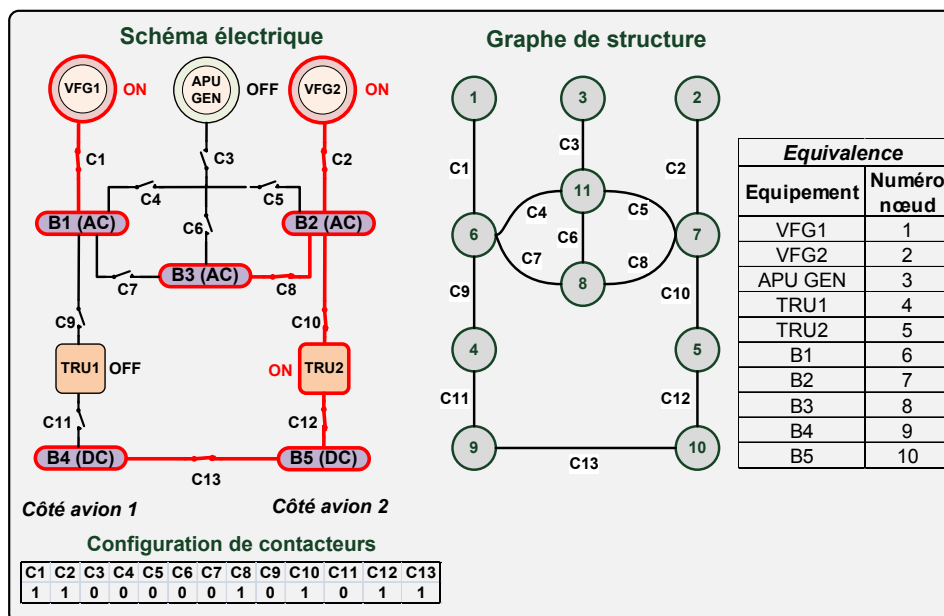 Schéma électrique
Graphe de structure
VFG1
ON
APU
GEN
OFF
VFG2
ON
C1
C3
C2
C4
C5
B1 (AC)
C6
B2 (AC)
B3 (AC)
C7
C8
C9
C10
TRU1
OFF
ON
TRU2
C11
C12
B4 (DC)
B5 (DC)
C13
Côté avion 1
Côté avion 2
1
3
2
C3
C1
C2
11
C4
C5
6
C6
7
C7
C8
8
C9
C10
4
5
C11
C12
9
10
C13
Equivalence
Equipement Numéro nœud
VFG1 1
VFG2 2
APU GEN 3
TRU1 4
TRU2 5
B1 6
B2 7
B3 8
B4 9
B5 10
Configuration de contacteurs
C1 C2 C3 C4 C5 C6 C7 C8 C9 C10 C11 C12 C13
1 1 0 0 0 0 0 1 0 1 0 1 1